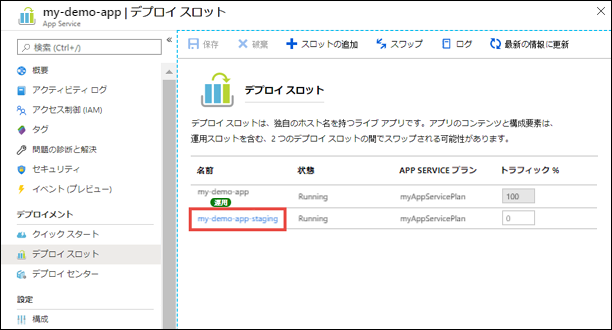 my-demo-app | デプロイ スロット
App Service
検索 (Ctrl+/)
概要
アクティビティ ログ
アクセス制御 (IAM)
タグ
問題の診断と解決
セキュリティ
イベント (プレビュー)
デプロイメント
クイック スタート
デプロイ スロット
デプロイ センター
設定
構成
保存 破棄 スロットの追加 スワップ ログ 最新の情報に更新
デプロイ スロット
デプロイ スロットは、独自のホスト名を持つライブ アプリです。アプリのコンテンツと構成要素は、
運用スロットを含む、2 つのデプロイ スロットの間でスワップされる可能性があります。
名前 状態 APP SERVICE プラン トラフィック %
my-demo-app Running myAppServicePlan 100
運用
my-demo-app-staging Running myAppServicePlan 0